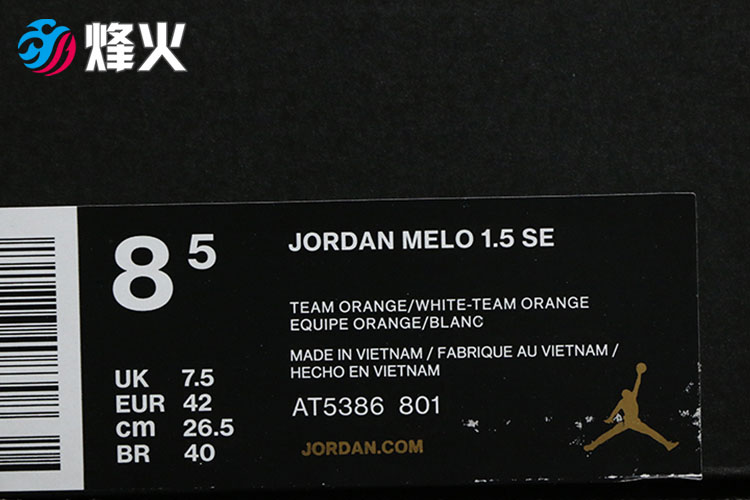 烽火
8 5
JORDAN MELO 1.5 SE
TEAM ORANGE/WHITE-TEAM ORANGE
EQUIPE ORANGE/BLANC
MADE IN VIETNAM / FABRIQUE AU VIETNAM /
HECHO EN VIETNAM
UK 7.5
EUR 42
cm 26.5
BR 40
AT5386 801
JORDAN.COM